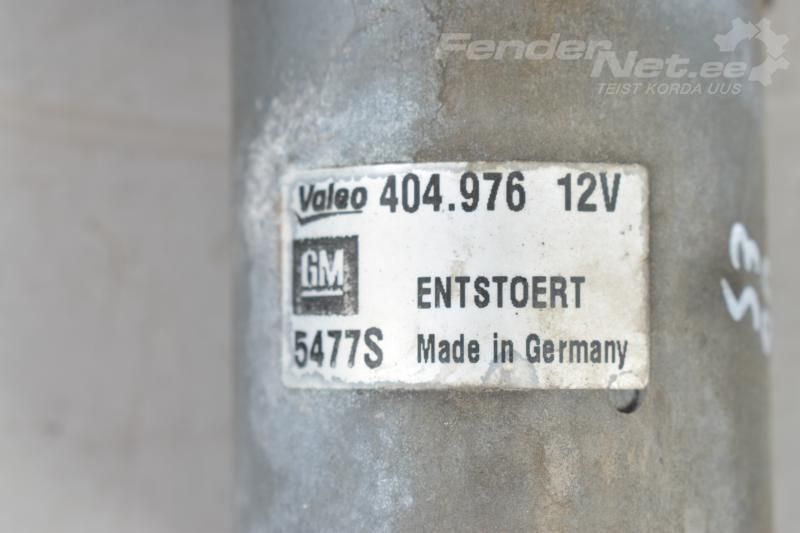 FenderNet.ee
TEIST KORDA UUS
Valeo 404.976 12V
GM
ENTSTOERT
5477S Made in Germany